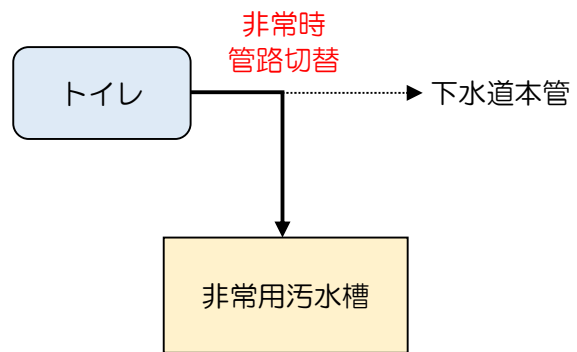 非常時
管路切替
トイレ
下水道本管
非常用汚水槽